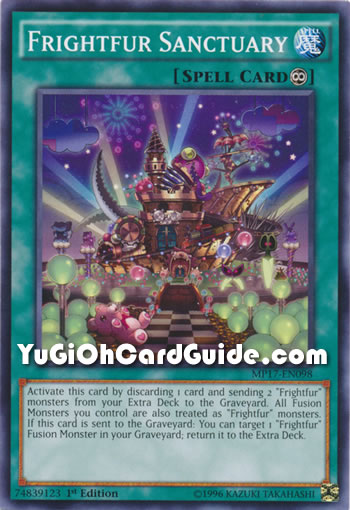 FRIGHTFUR SANCTUARY
[SPELL CARD]
YuGiOhCardGuide.com
MP17-EN098
Activate this card by discarding 1 card and sending 2 "Frightfur"
monsters from your Extra Deck to the Graveyard. All Fusion
Monsters you control are also treated as "Frightfur" monsters.
If this card is sent to the Graveyard: You can target 1 "Frightfur"
Fusion Monster in your Graveyard; return it to the Extra Deck.
74839123 1st Edition ©1996 KAZUKI TAKAHASHI